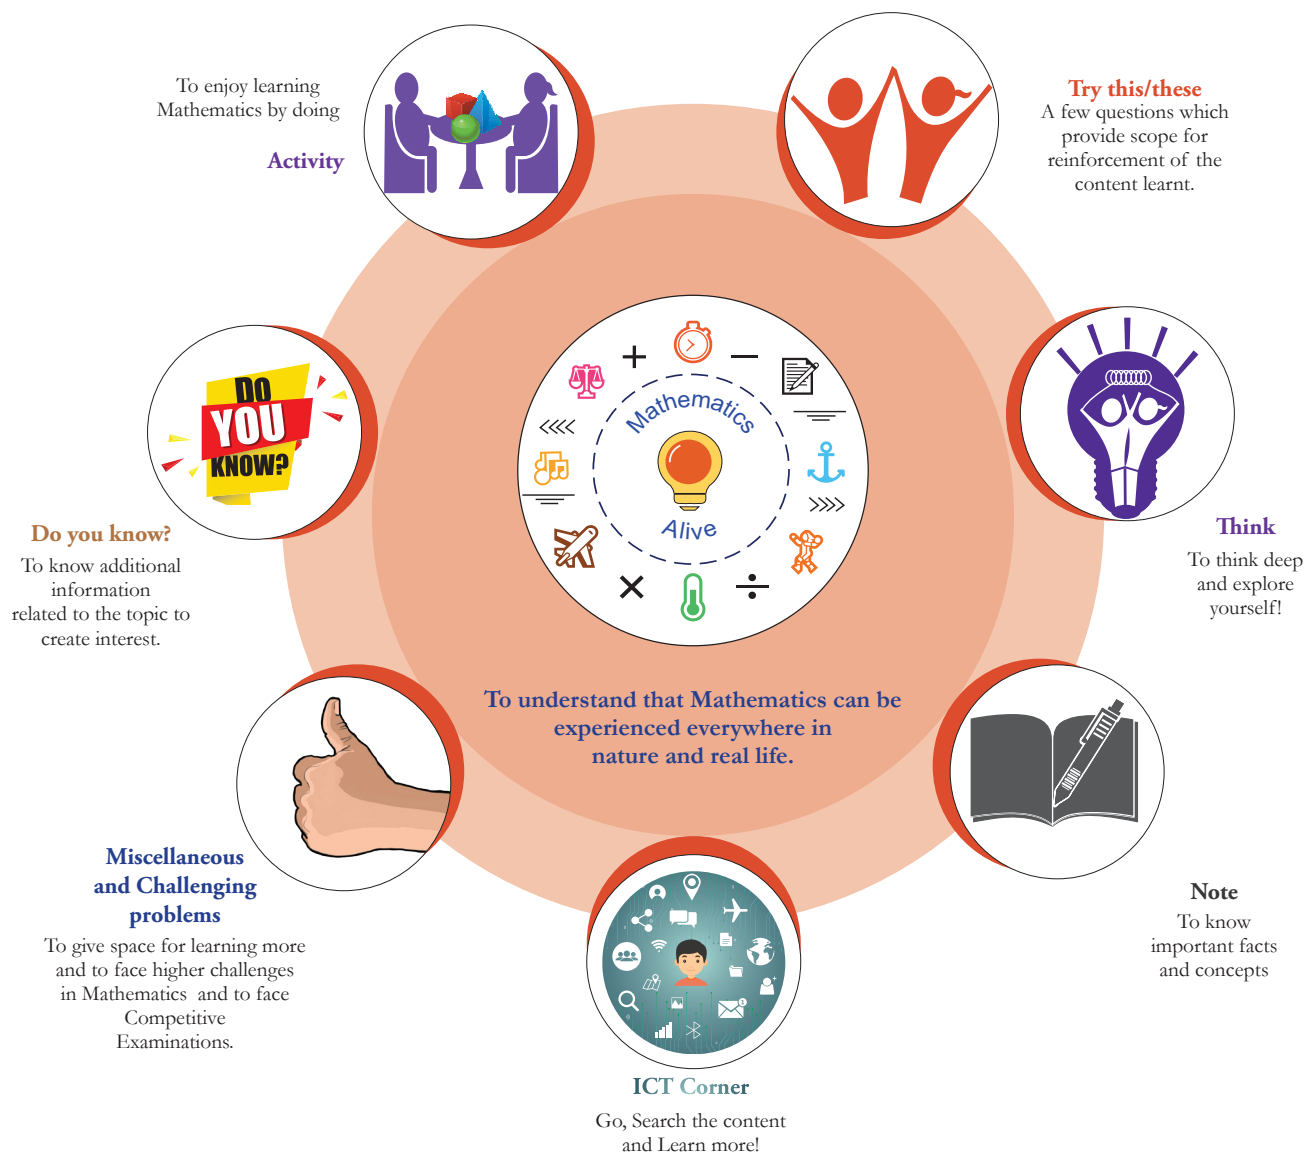 To enjoy learning
Mathematics by doing
Activity
Try this/these
A few questions which
provide scope for
reinforcement of the
content learnt.
DO
YOU
KNOW?
Do you know?
To know additional
information
related to the topic to
create interest.
Mathematics
Alive
Think
To think deep
and explore
yourself!
To understand that Mathematics can be
experienced everywhere in
nature and real life.
Miscellaneous
and Challenging
problems
To give space for learning more
and to face higher challenges
in Mathematics and to face
Competitive
Examinations.
Note
To know
important facts
and concepts
ICT Corner
Go, Search the content
and Learn more!